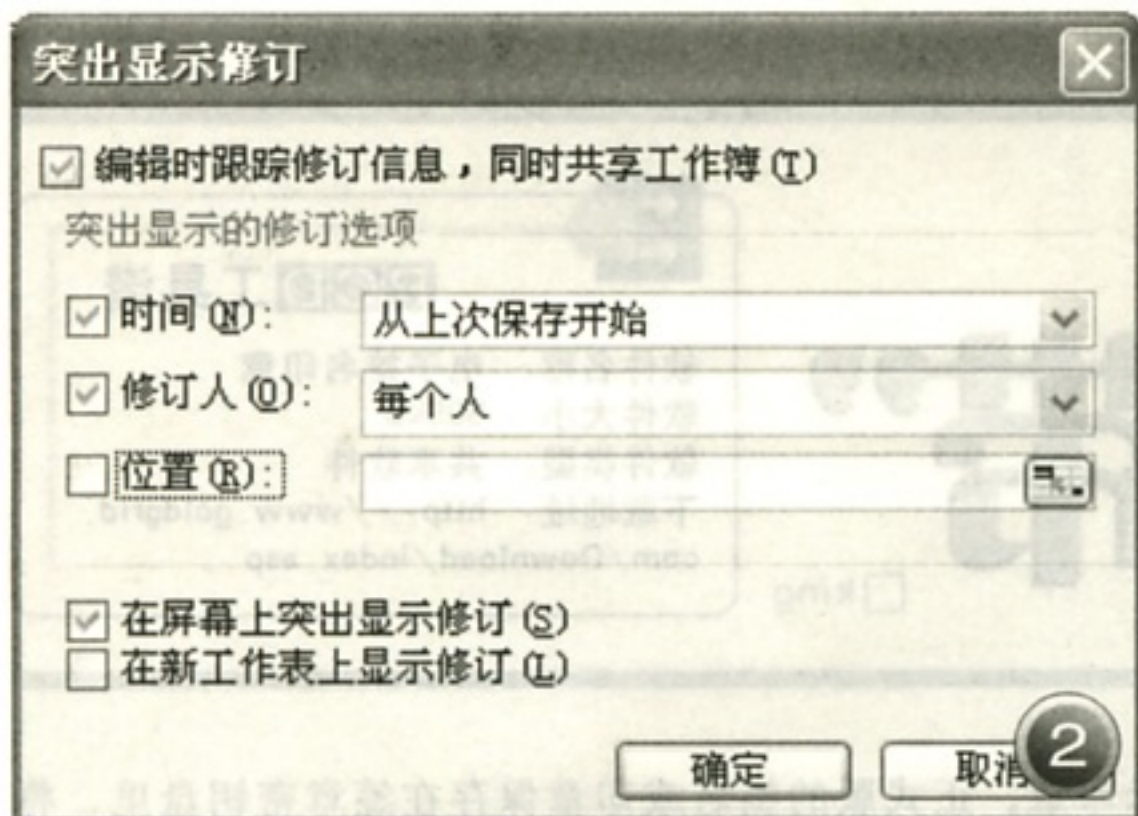 突出显示修订
编辑时跟踪修订信息，同时共享工作簿(T)
突出显示的修订选项
时间(N): 从上次保存开始
修订人(O): 每个人
位置(R):
在屏幕上突出显示修订(S)
在新工作表上显示修订(L)
确定 取消
2